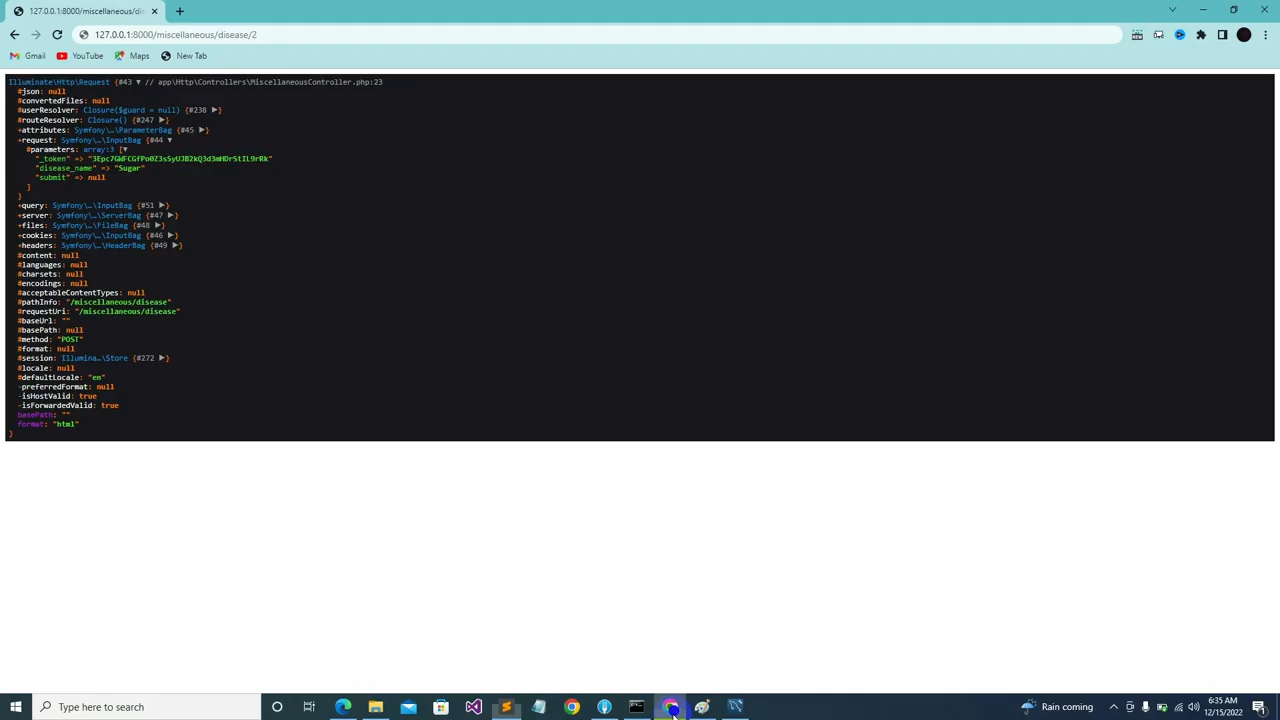 127.0.0.1:8000/miscellaneous/di
127.0.0.1:8000/miscellaneous/disease/2
Gmail YouTube Maps New Tab
Illuminate\Http\Request {#43 ▼ // app\Http\Controllers\MiscellaneousController.php:23
#json: null
#convertedFiles: null
#userResolver: Closure($guard = null) {#238 ▶}
#routeResolver: Closure() {#247 ▶}
+attributes: Symfony\…\ParameterBag {#45 ▶}
+request: Symfony\…\InputBag {#44 ▼
#parameters: array:3 [▼
"_token" => 
"disease_name" => "Sugar"
"submit" => null
]
}
+query: Symfony\…\InputBag {#51 ▶}
+server: Symfony\…\ServerBag {#47 ▶}
+files: Symfony\…\FileBag {#48 ▶}
+cookies: Symfony\…\InputBag {#46 ▶}
+headers: Symfony\…\HeaderBag {#49 ▶}
#content: null
#languages: null
#charsets: null
#encodings: null
#acceptableContentTypes: null
#pathInfo: "/miscellaneous/disease"
#requestUri: "/miscellaneous/disease"
#baseUrl: ""
#basePath: null
#method: "POST"
#format: null
#session: Illumina…\Store {#272 ▶}
#locale: null
#defaultLocale: "en"
-preferredFormat: null
-isHostValid: true
-isForwardedValid: true
basePath: ""
format: "html"
}
Type here to search
Rain coming
6:35 AM
12/15/2022